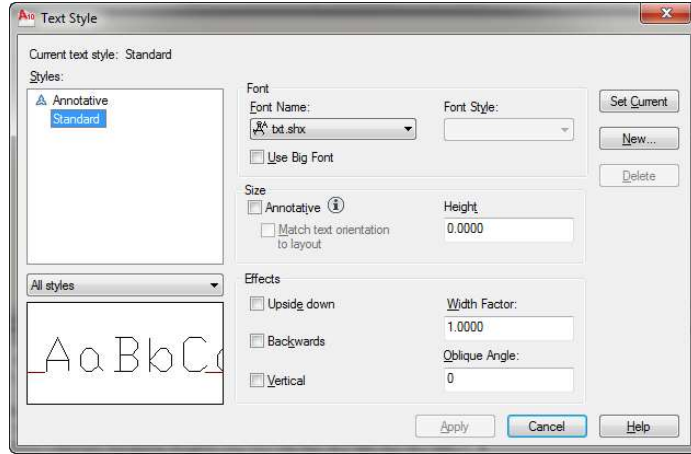 A10 Text Style
Current text style: Standard
Styles:
Annotative
Standard
All styles
AaBbCc
Font
Font Name:
txt.shx
Use Big Font
Font Style:
Size
Annotative
Match text orientation
to layout
Height
0.0000
Effects
Upside down
Backwards
Vertical
Width Factor:
1.0000
Oblique Angle:
0
Set Current
New...
Delete
Apply
Cancel
Help